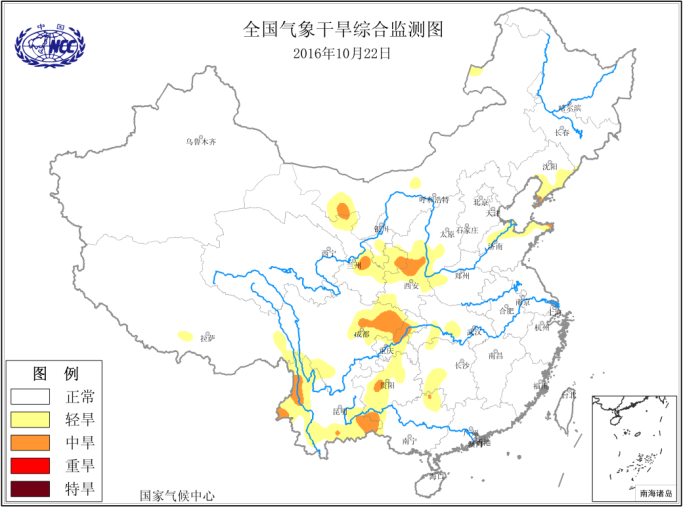 中国
NCC
全国气象干旱综合监测图
2016年10月22日
哈尔滨
长春
乌鲁木齐
沈阳
呼和浩特
北京
天津
银川
太原
石家庄
西宁
济南
兰州
郑州
西安
南京
合肥
上海
拉萨
成都
武汉
杭州
重庆
南昌
长沙
贵阳
福州
昆明
台北
广州
南宁
香港
海口
图 例
正常
轻旱
中旱
重旱
特旱
国家气候中心
南海诸岛